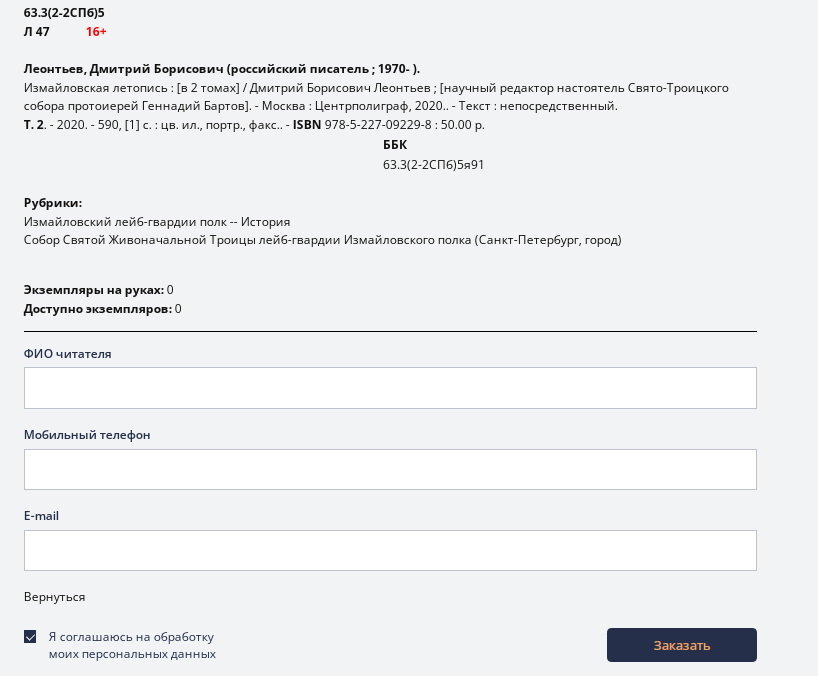 63.3(2-2СПб)5
Л 47 16+
Леонтьев, Дмитрий Борисович (российский писатель ; 1970- ).
Измайловская летопись : [в 2 томах] / Дмитрий Борисович Леонтьев ; [научный редактор настоятель Свято-Троицкого
собора протоиерей Геннадий Бартов]. - Москва : Центрполиграф, 2020.. - Текст : непосредственный.
Т. 2. - 2020. - 590, [1] с. : цв. ил., портр., факс.. - ISBN 978-5-227-09229-8 : 50.00 р.
ББК
63.3(2-2СПб)5я91
Рубрики:
Измайловский лейб-гвардии полк -- История
Собор Святой Живоначальной Троицы лейб-гвардии Измайловского полка (Санкт-Петербург, город)
Экземпляры на руках: 0
Доступно экземпляров: 0
ФИО читателя
Мобильный телефон
E-mail
Вернуться
Я соглашаюсь на обработку
моих персональных данных
Заказать